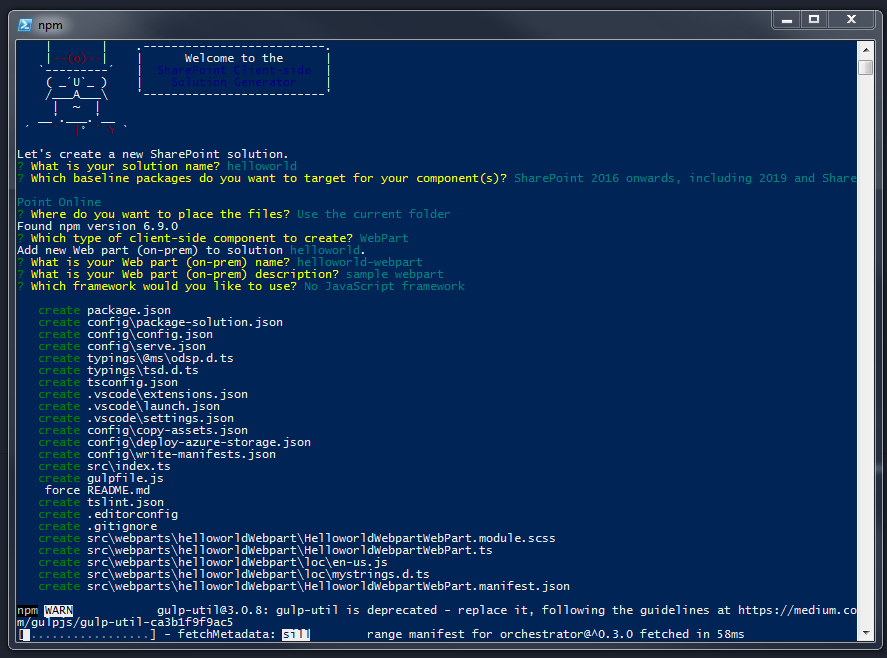 npm
Welcome to the
SharePoint Client-side
Solution Generator
Let's create a new SharePoint solution.
? What is your solution name? helloworld
? Which baseline packages do you want to target for your component(s)? SharePoint 2016 onwards, including 2019 and Share
Point Online
? Where do you want to place the files? Use the current folder
Found npm version 6.9.0
? Which type of client-side component to create? WebPart
Add new Web part (on-prem) to solution helloworld.
? What is your Web part (on-prem) name? helloworld-webpart
? What is your Web part (on-prem) description? sample webpart
? Which framework would you like to use? No JavaScript framework
create package.json
create config\package-solution.json
create config\config.json
create config\serve.json
create typings\@ms\odsp.d.ts
create typings\tsd.d.ts
create tsconfig.json
create .vscode\extensions.json
create .vscode\launch.json
create .vscode\settings.json
create config\copy-assets.json
create config\deploy-azure-storage.json
create config\write-manifests.json
create src\index.ts
create gulpfile.js
force README.md
create tslint.json
create .editorconfig
create .gitignore
create src\webparts\helloworldWebpart\HelloworldWebpartWebPart.module.scss
create src\webparts\helloworldWebpart\HelloworldWebpartWebPart.ts
create src\webparts\helloworldWebpart\loc\en-us.js
create src\webparts\helloworldWebpart\loc\mystrings.d.ts
create src\webparts\helloworldWebpart\HelloworldWebpartWebPart.manifest.json
npm WARN gulp-util@3.0.8: gulp-util is deprecated - replace it, following the guidelines at https://medium.co
m/gulpjs/gulp-util-ca3b1f9f9ac5
[ ................] - fetchMetadata: sill range manifest for orchestrator@^0.3.0 fetched in 58ms